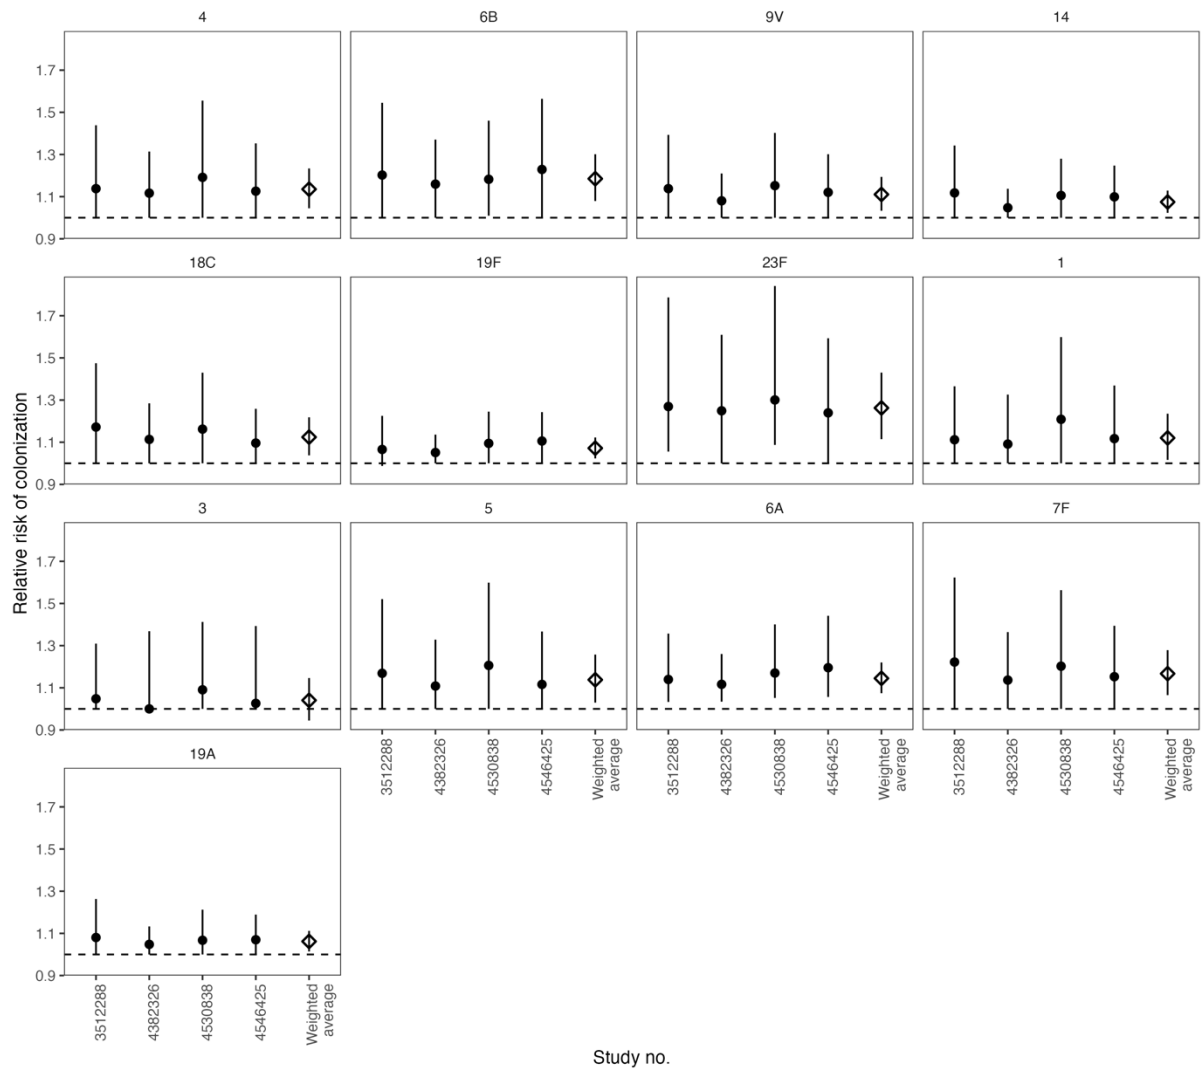 4 6B 9V 14
1.7
1.5
1.3
1.1
0.9
18C 19F 23F 1
1.7
1.5
1.3
1.1
0.9
Relative risk of colonization
3 5 6A 7F
1.7
1.5
1.3
1.1
0.9
3512288 4382326 4530838 4546425 Weighted average 3512288 4382326 4530838 4546425 Weighted average 3512288 4382326 4530838 4546425 Weighted average
19A
1.7
1.5
1.3
1.1
0.9
3512288 4382326 4530838 4546425 Weighted average
Study no.